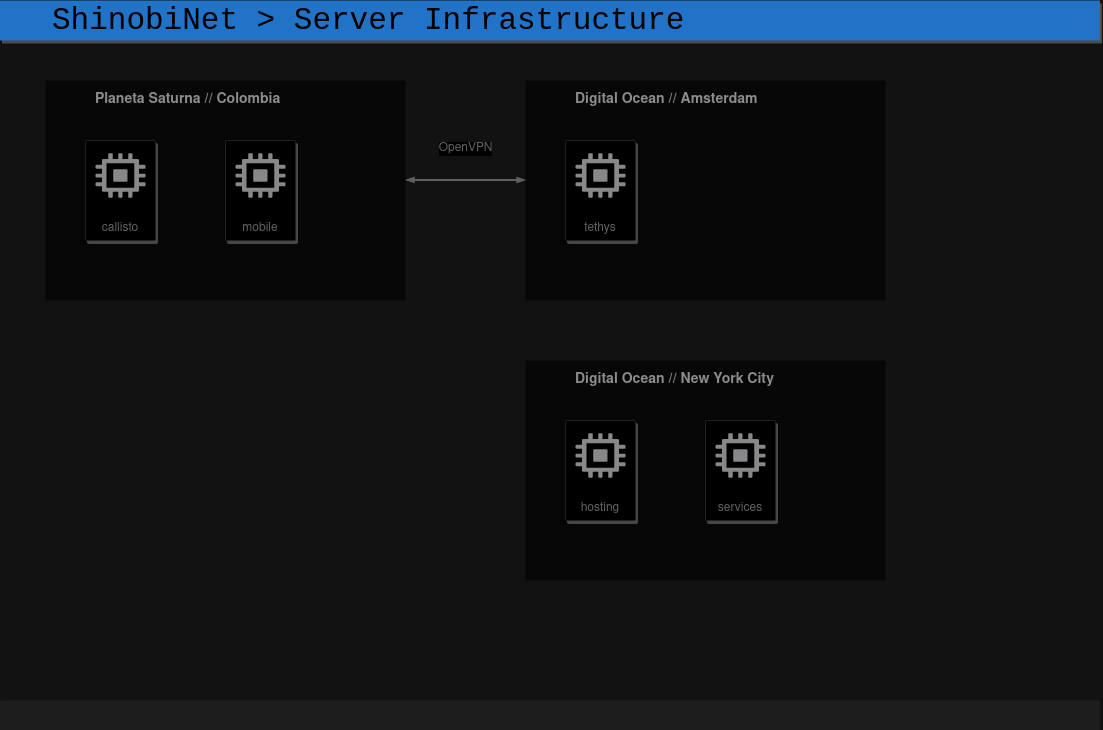 ShinobiNet > Server Infrastructure
Planeta Saturna // Colombia
callisto
mobile
OpenVPN
Digital Ocean // Amsterdam
tethys
Digital Ocean // New York City
hosting
services